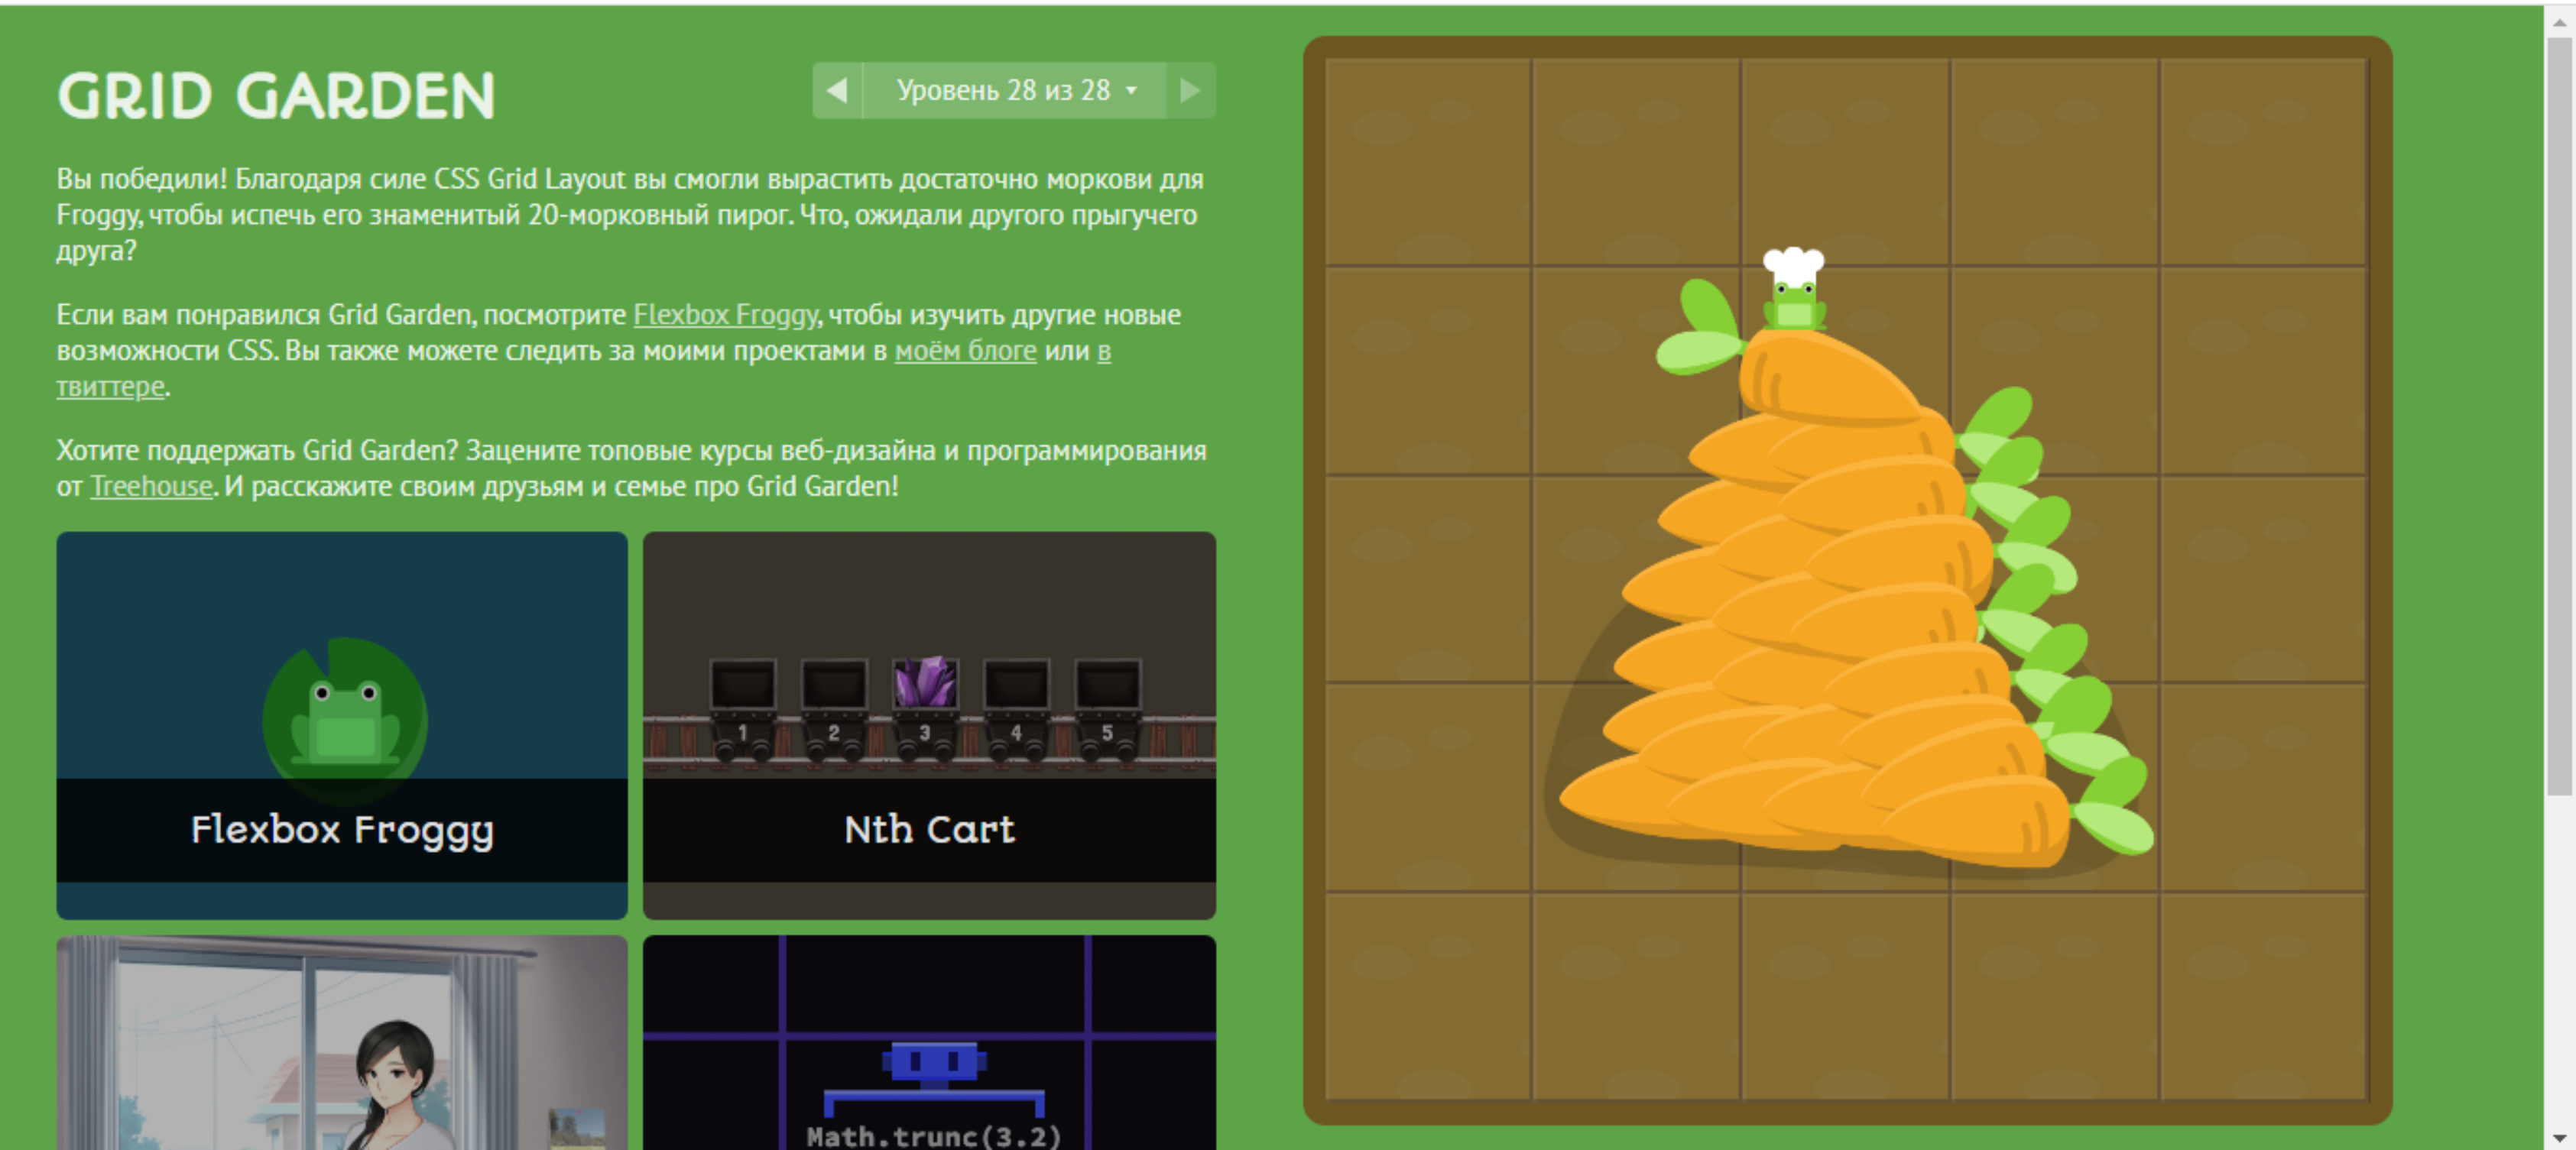 GRID GARDEN
Уровень 28 из 28
Вы победили! Благодаря силе CSS Grid Layout вы смогли вырастить достаточно моркови для
Froggy, чтобы испечь его знаменитый 20-морковный пирог. Что, ожидали другого прыгучего
друга?
Если вам понравился Grid Garden, посмотрите Flexbox Froggy, чтобы изучить другие новые
возможности CSS. Вы также можете следить за моими проектами в моём блоге или в
твиттере.
Хотите поддержать Grid Garden? Зацените топовые курсы веб-дизайна и программирования
от Treehouse. И расскажите своим друзьям и семье про Grid Garden!
1 2 3 4 5
Flexbox Froggy
Nth Cart
Math.trunc(3.2)